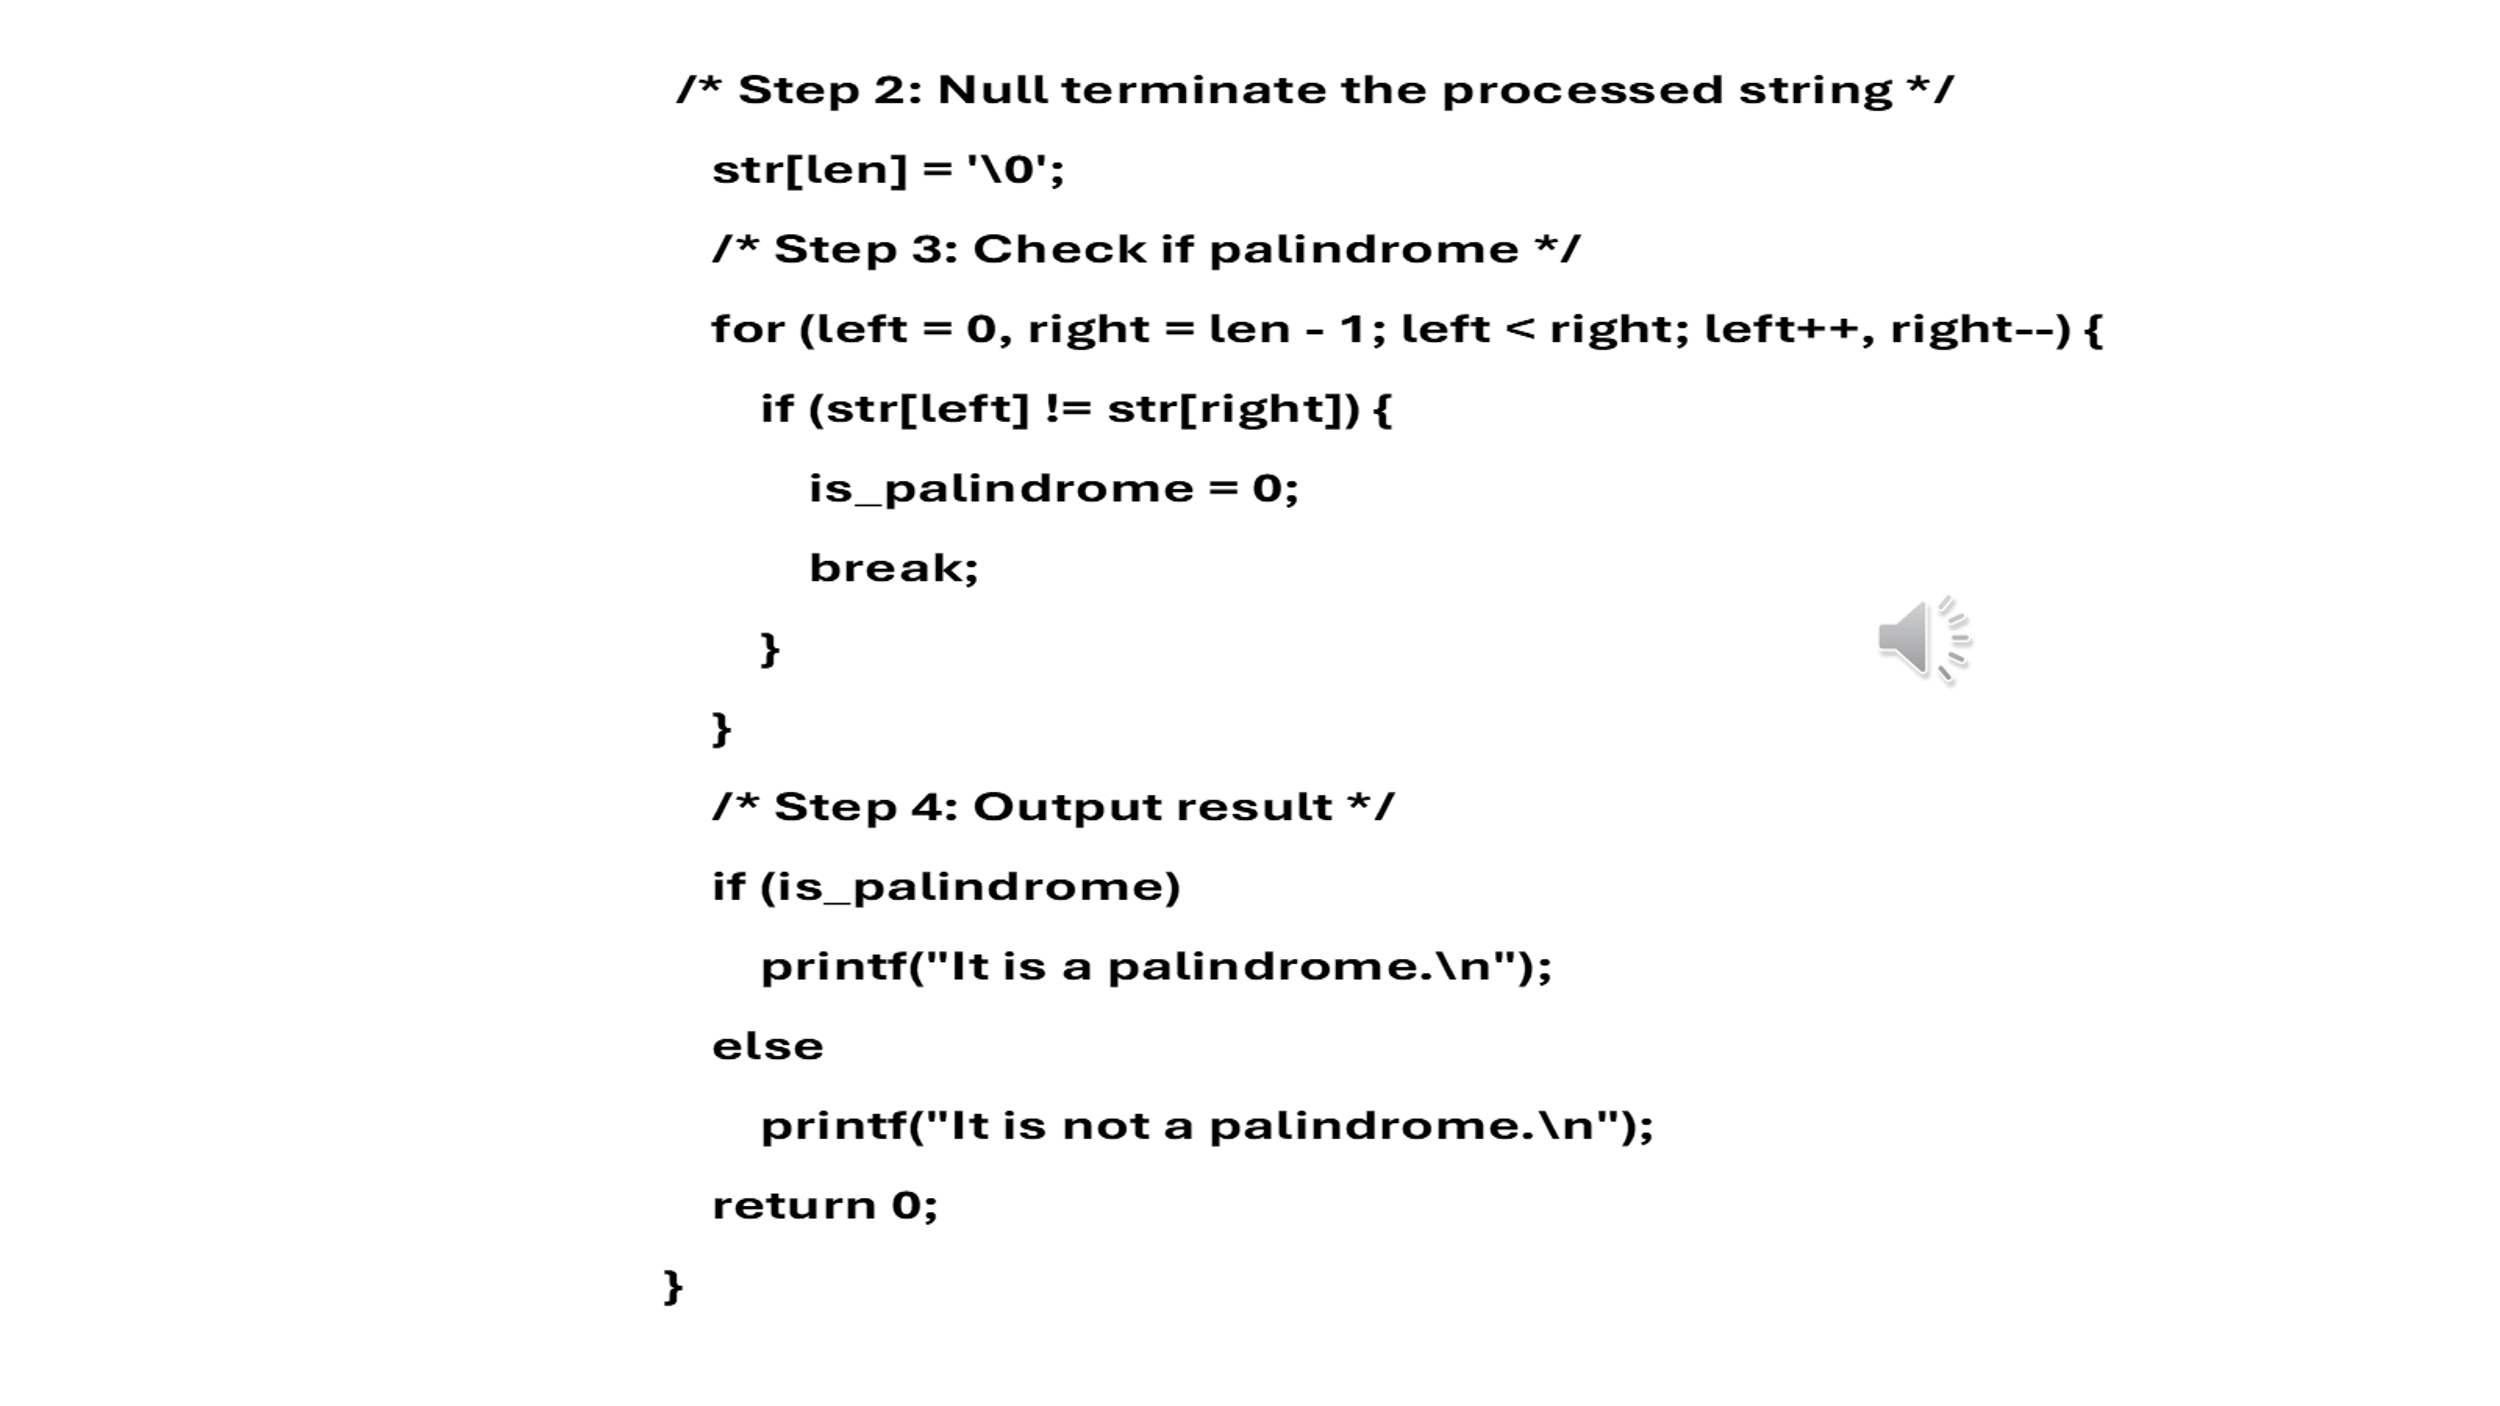 /* Step 2: Null terminate the processed string */
str[len] = '\0';
/* Step 3: Check if palindrome */
for (left = 0, right = len - 1; left < right; left++, right--) {
if (str[left] != str[right]) {
is_palindrome = 0;
break;
}
}
/* Step 4: Output result */
if (is_palindrome)
printf("It is a palindrome.\n");
else
printf("It is not a palindrome.\n");
return 0;
}